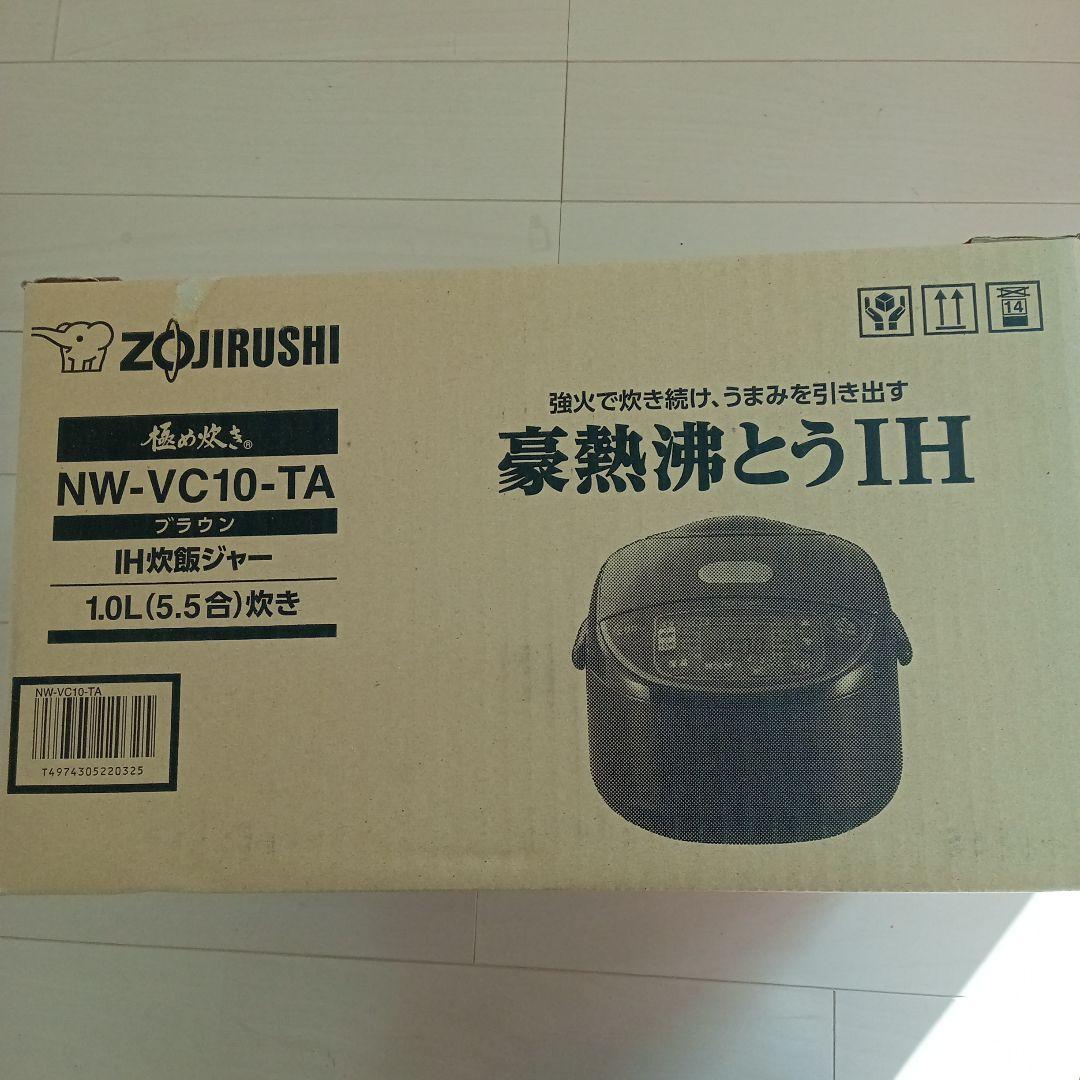 ZOJIRUSHI
極め炊き®
NW-VC10-TA
ブラウン
IH炊飯ジャー
1.0L(5.5合)炊き
NW-VC10-TA
T4974305220325
14
強火で炊き続け、うまみを引き出す
豪熱沸とうIH